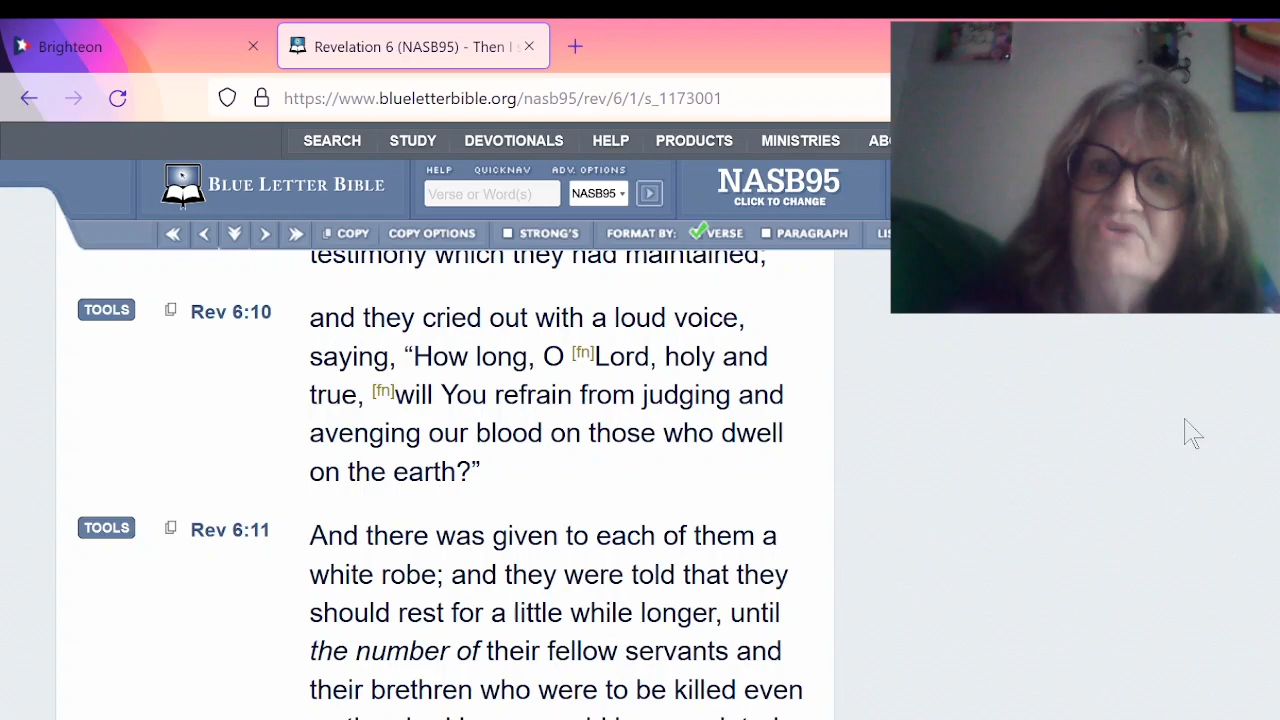 Brighteon
Revelation 6 (NASB95) - Then I s
https://www.blueletterbible.org/nasb95/rev/6/1/s_1173001
SEARCH STUDY DEVOTIONALS HELP PRODUCTS MINISTRIES AB
HELP QUICKNAV ADV. OPTIONS
BLUE LETTER BIBLE
Verse or Word(s) NASB95
NASB95
CLICK TO CHANGE
COPY COPY OPTIONS STRONG'S FORMAT BY: VERSE PARAGRAPH LIS
testimony which they had maintained;
TOOLS Rev 6:10 and they cried out with a loud voice,
saying, “How long, O [fn]Lord, holy and
true, [fn]will You refrain from judging and
avenging our blood on those who dwell
on the earth?”
TOOLS Rev 6:11 And there was given to each of them a
white robe; and they were told that they
should rest for a little while longer, until
the number of their fellow servants and
their brethren who were to be killed even